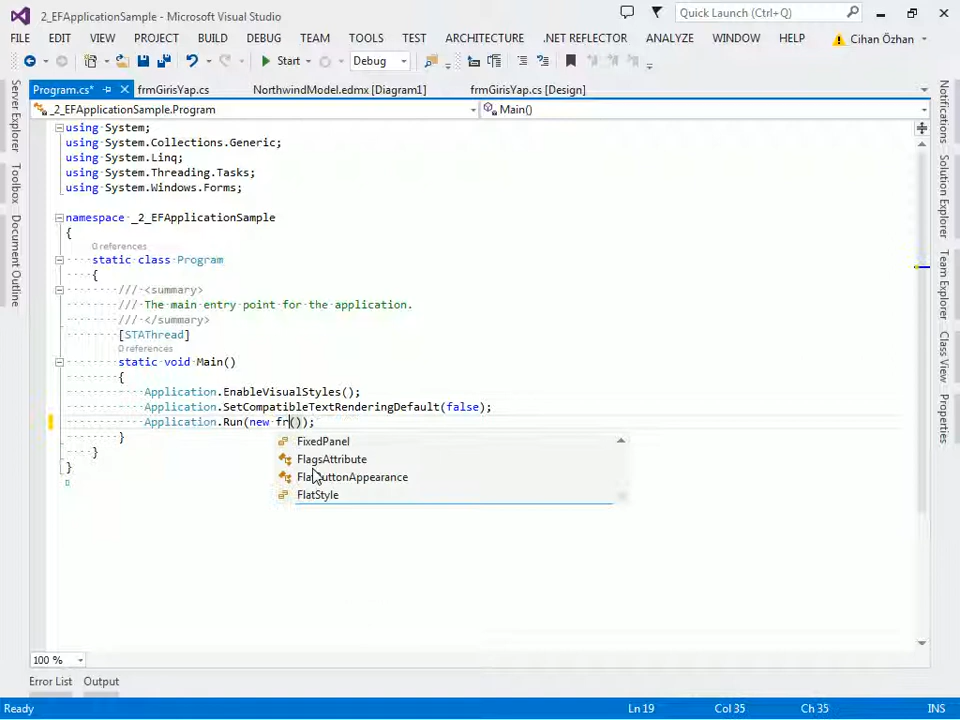 2_EFApplicationSample - Microsoft Visual Studio
Quick Launch (Ctrl+Q)
FILE EDIT VIEW PROJECT BUILD DEBUG TEAM TOOLS TEST ARCHITECTURE .NET REFLECTOR ANALYZE WINDOW HELP Cihan Özhan
Start Debug
Program.cs* frmGirisYap.cs NorthwindModel.edmx [Diagram1] frmGirisYap.cs [Design]
_2_EFApplicationSample.Program Main()
Server Explorer
Toolbox
Document Outline
using System;
using System.Collections.Generic;
using System.Linq;
using System.Threading.Tasks;
using System.Windows.Forms;
namespace _2_EFApplicationSample
{
0 references
static class Program
{
/// <summary>
/// The main entry point for the application.
/// </summary>
[STAThread]
0 references
static void Main()
{
Application.EnableVisualStyles();
Application.SetCompatibleTextRenderingDefault(false);
Application.Run(new fr());
}
}
}
FixedPanel
FlagsAttribute
FlatButtonAppearance
FlatStyle
Notifications
Solution Explorer
Team Explorer
Class View
Properties
100 %
Error List Output
Ready Ln 19 Col 35 Ch 35 INS